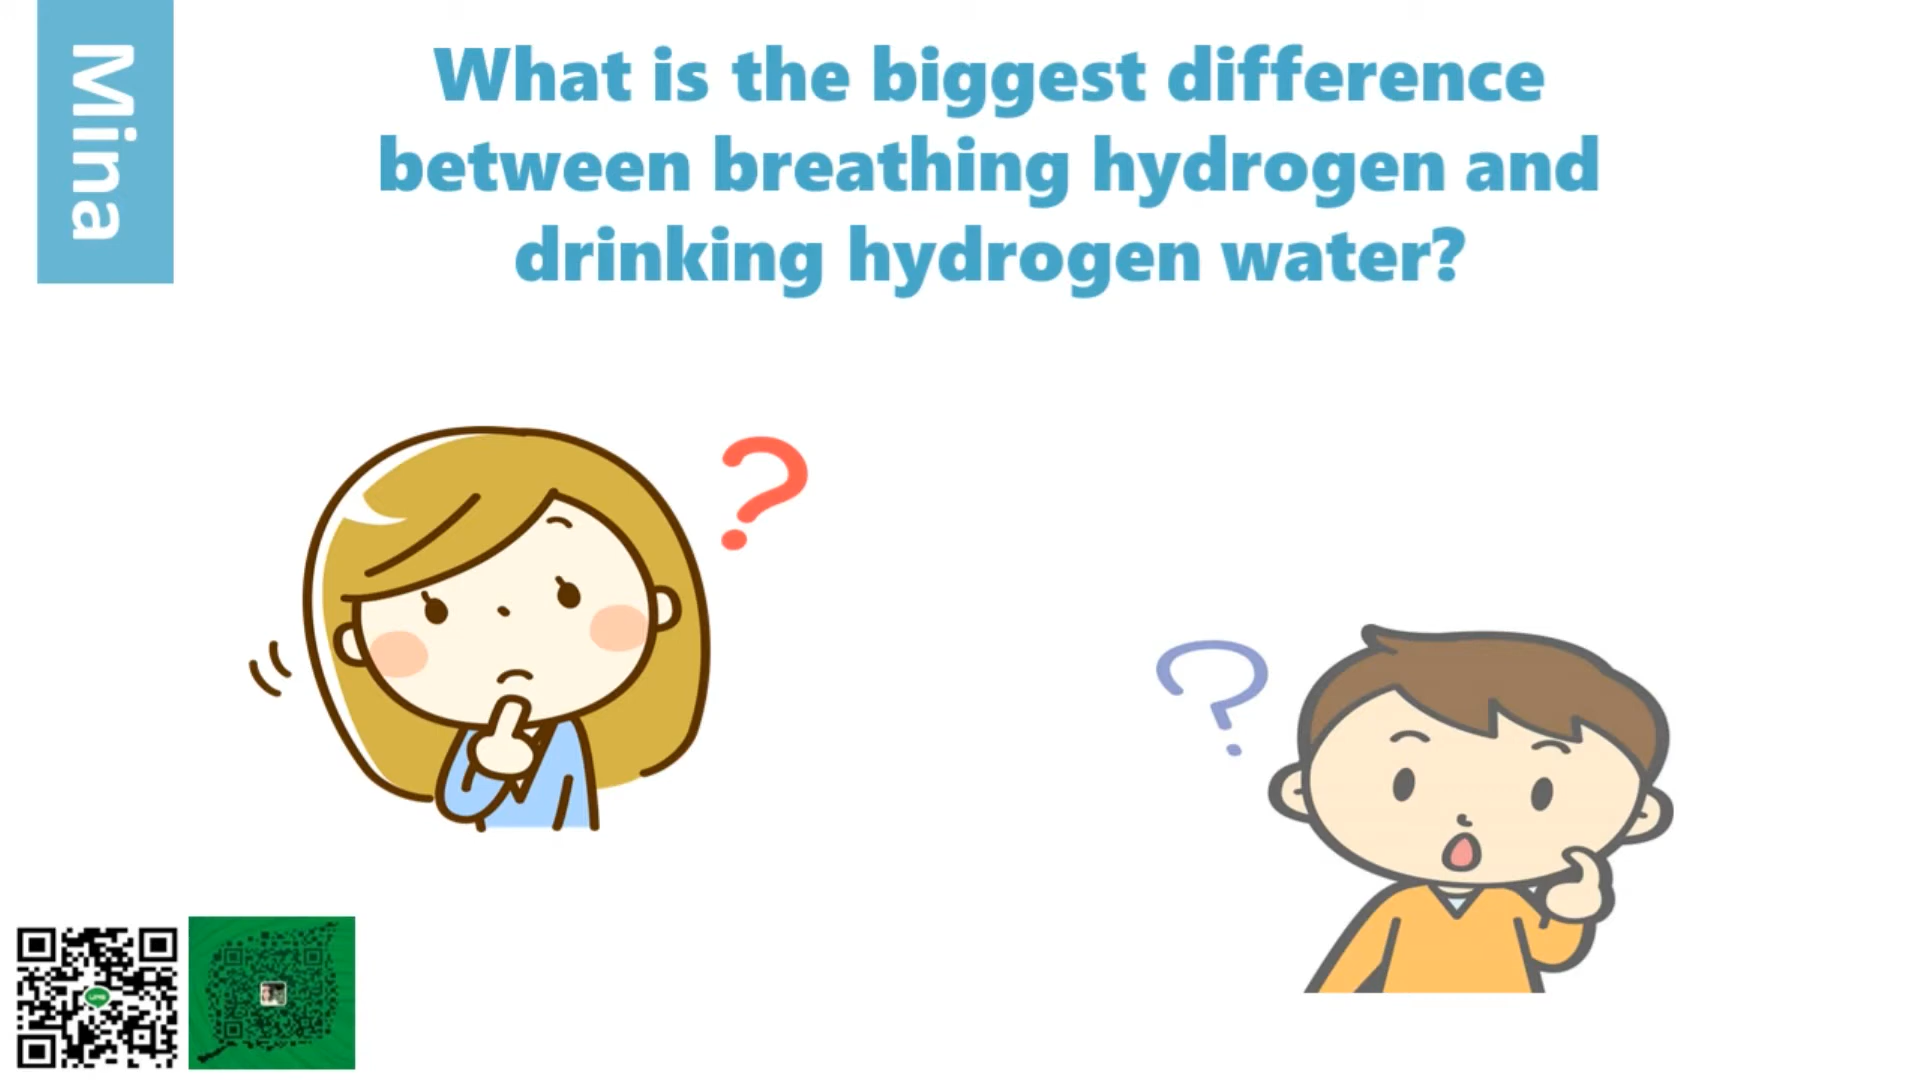 Mina
What is the biggest difference
between breathing hydrogen and
drinking hydrogen water?
?
?